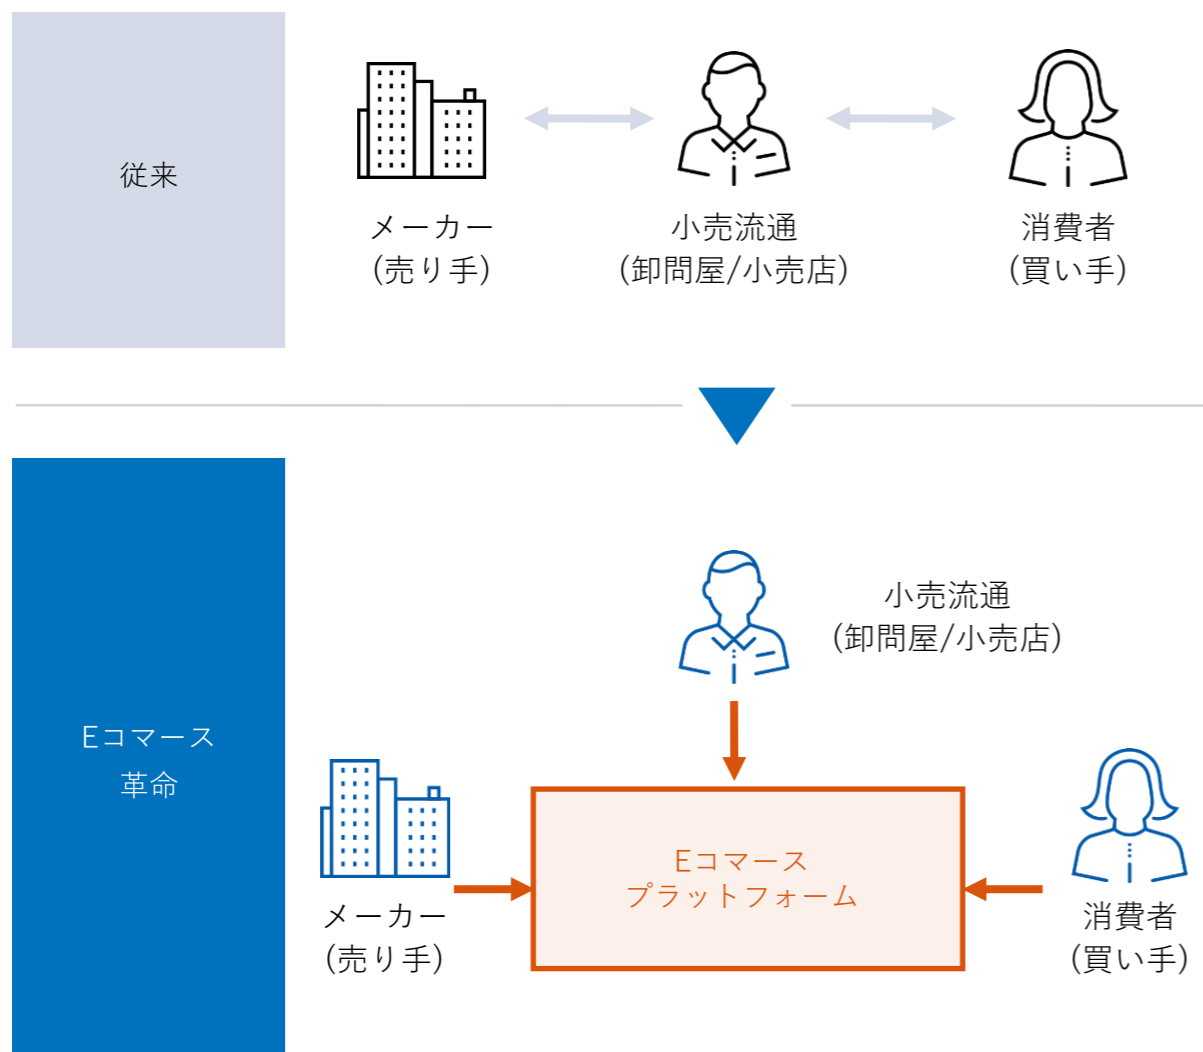 従来
メーカー
(売り手)
小売流通
(卸問屋/小売店)
消費者
(買い手)
Eコマース
革命
小売流通
(卸問屋/小売店)
メーカー
(売り手)
Eコマース
プラットフォーム
消費者
(買い手)